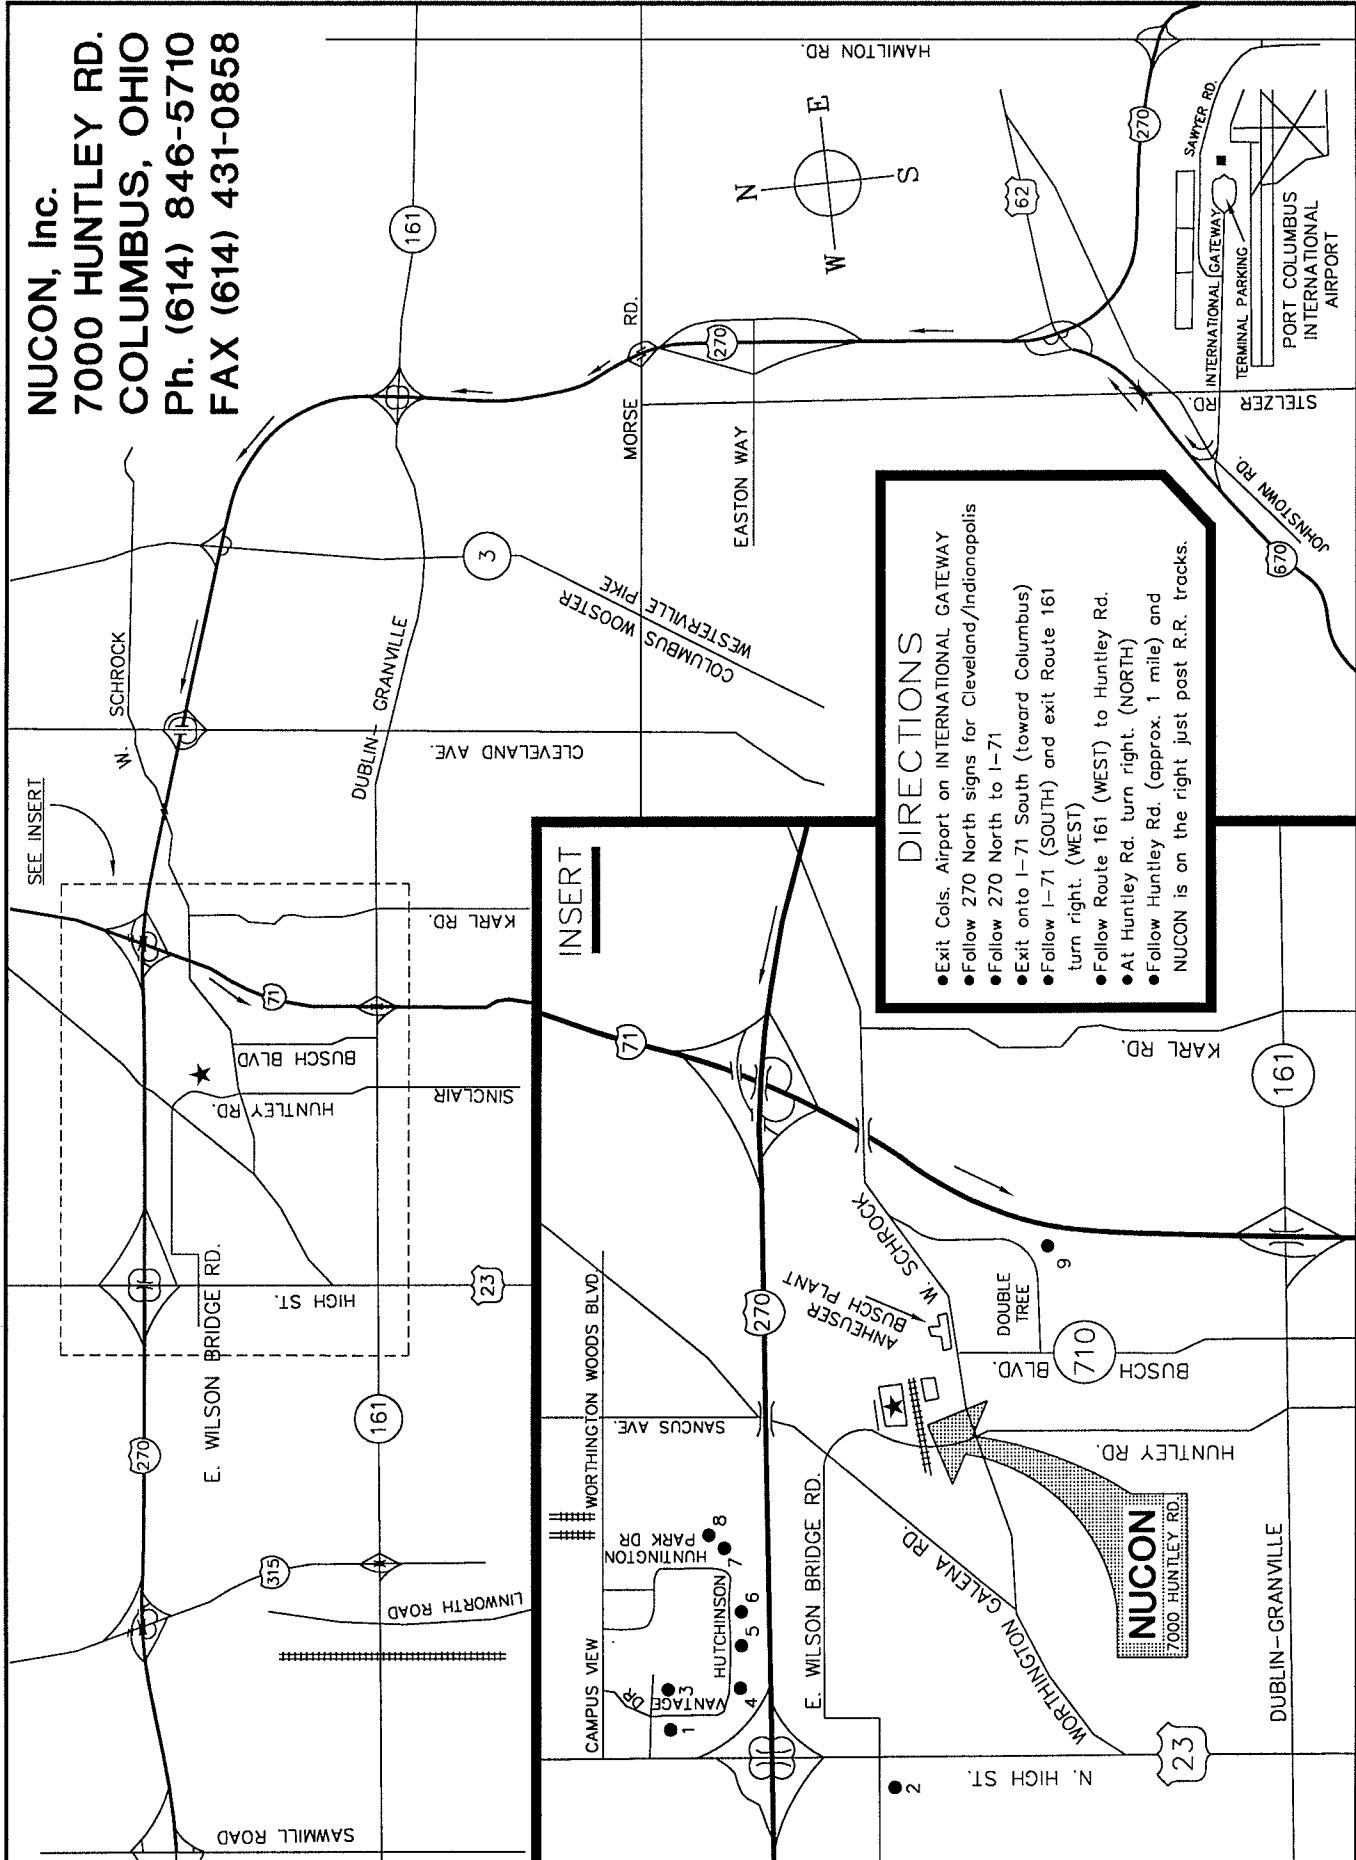 NUCON, Inc.
7000 HUNTLEY RD.
COLUMBUS, OHIO
Ph. (614) 846-5710
FAX (614) 431-0858
SEE INSERT
W. SCHROCK
161
HAMILTON RD.
N
E
W
S
62
270
SAWYER RD.
INTERNATIONAL GATEWAY
TERMINAL PARKING
PORT COLUMBUS
INTERNATIONAL
AIRPORT
STELZER RD.
JOHNSTOWN RD.
670
270
MORSE RD.
EASTON WAY
3
COLUMBUS WOOSTER
WESTERVILLE PIKE
DUBLIN- GRANVILLE
CLEVELAND AVE.
KARL RD.
71
BUSCH BLVD
HUNTLEY RD.
SINCLAIR
HIGH ST.
23
E. WILSON BRIDGE RD.
270
161
315
LINWORTH ROAD
SAWMILL ROAD
DIRECTIONS
●Exit Cols. Airport on INTERNATIONAL GATEWAY
●Follow 270 North signs for Cleveland/Indianapolis
●Follow 270 North to I-71
●Exit onto I-71 South (toward Columbus)
●Follow I-71 (SOUTH) and exit Route 161
turn right. (WEST)
●Follow Route 161 (WEST) to Huntley Rd.
●At Huntley Rd. turn right. (NORTH)
●Follow Huntley Rd. (approx. 1 mile) and
NUCON is on the right just past R.R. tracks.
INSERT
71
270
KARL RD.
161
W. SCHROCK
ANHEUSER
BUSCH PLANT
DOUBLE
TREE
9
BUSCH BLVD.
710
HUNTLEY RD.
SANCUS AVE.
WORTHINGTON WOODS BLVD.
CAMPUS VIEW
HUNTINGTON
PARK DR
HUTCHINSON
VANTAGE DR
1
3
4
5
6
7
8
2
E. WILSON BRIDGE RD.
WORTHINGTON GALENA RD.
N. HIGH ST.
23
NUCON
7000 HUNTLEY RD.
DUBLIN-GRANVILLE